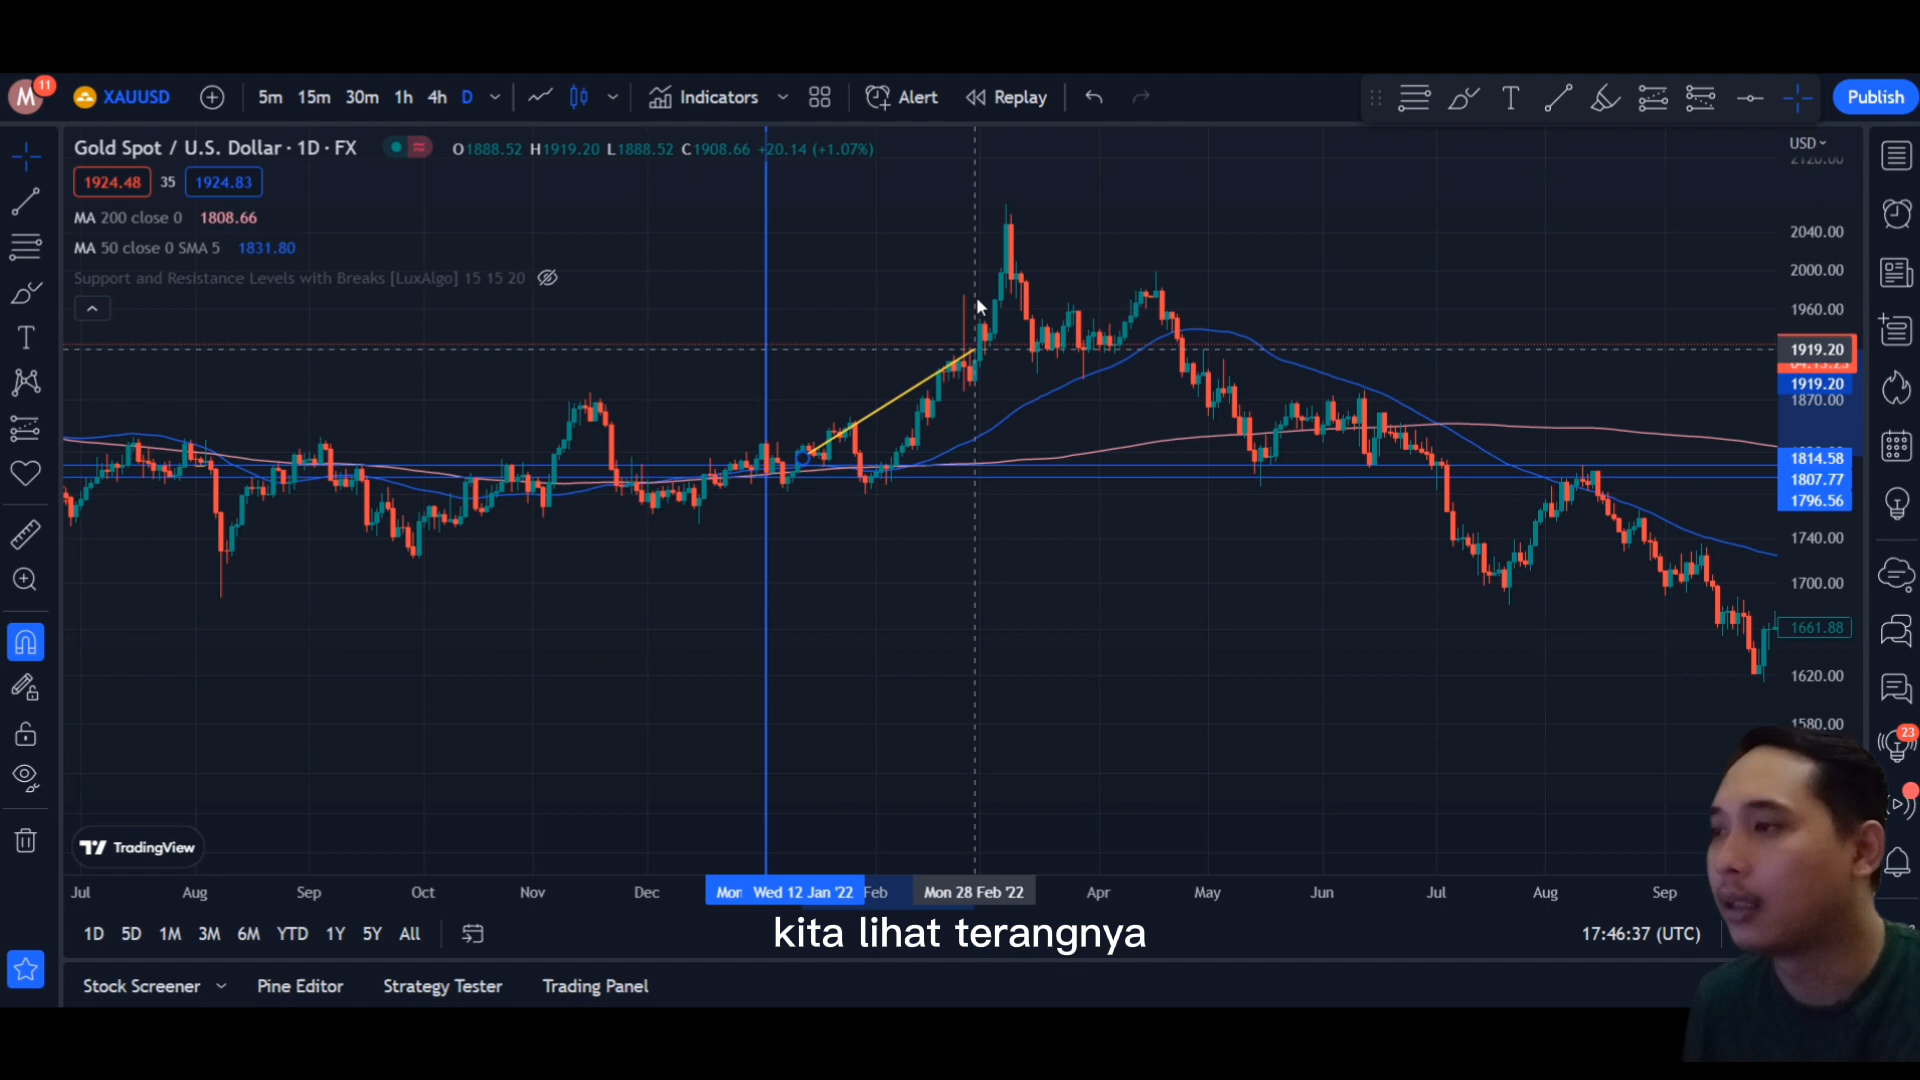 M 11 XAUUSD 5m 15m 30m 1h 4h D Indicators Alert Replay T Publish
Gold Spot / U.S. Dollar · 1D · FX O1888.52 H1919.20 L1888.52 C1908.66 +20.14 (+1.07%) USD
2120.00
1924.48 35 1924.83
MA 200 close 0 1808.66
MA 50 close 0 SMA 5 1831.80
Support and Resistance Levels with Breaks [LuxAlgo] 15 15 20
2040.00
2000.00
1960.00
1919.20
1919.20
1870.00
1814.58
1807.77
1796.56
1740.00
1700.00
1661.88
1620.00
1580.00
23
TradingView
Jul Aug Sep Oct Nov Dec Mon Wed 12 Jan '22 Feb Mon 28 Feb '22 Apr May Jun Jul Aug Sep
1D 5D 1M 3M 6M YTD 1Y 5Y All 17:46:37 (UTC)
kita lihat terangnya
Stock Screener Pine Editor Strategy Tester Trading Panel